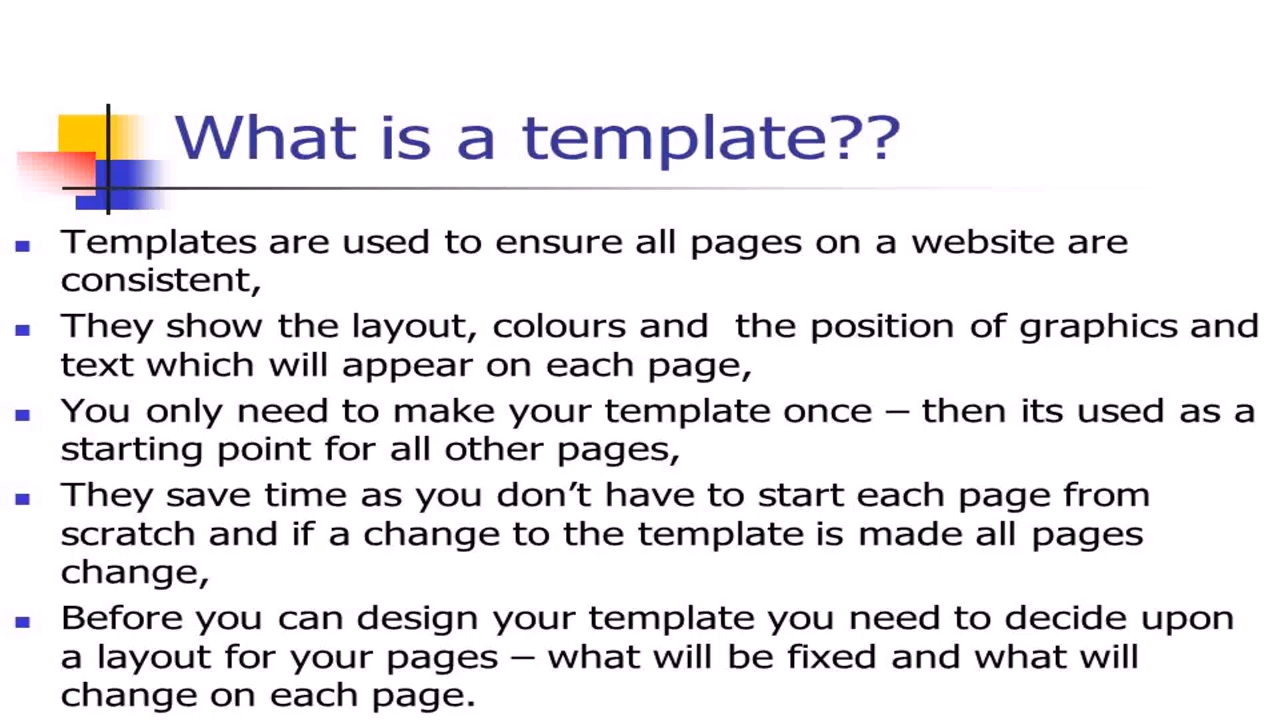 What is a template??
Templates are used to ensure all pages on a website are
consistent,
They show the layout, colours and  the position of graphics and
text which will appear on each page,
You only need to make your template once – then its used as a
starting point for all other pages,
They save time as you don’t have to start each page from
scratch and if a change to the template is made all pages
change,
Before you can design your template you need to decide upon
a layout for your pages – what will be fixed and what will
change on each page.